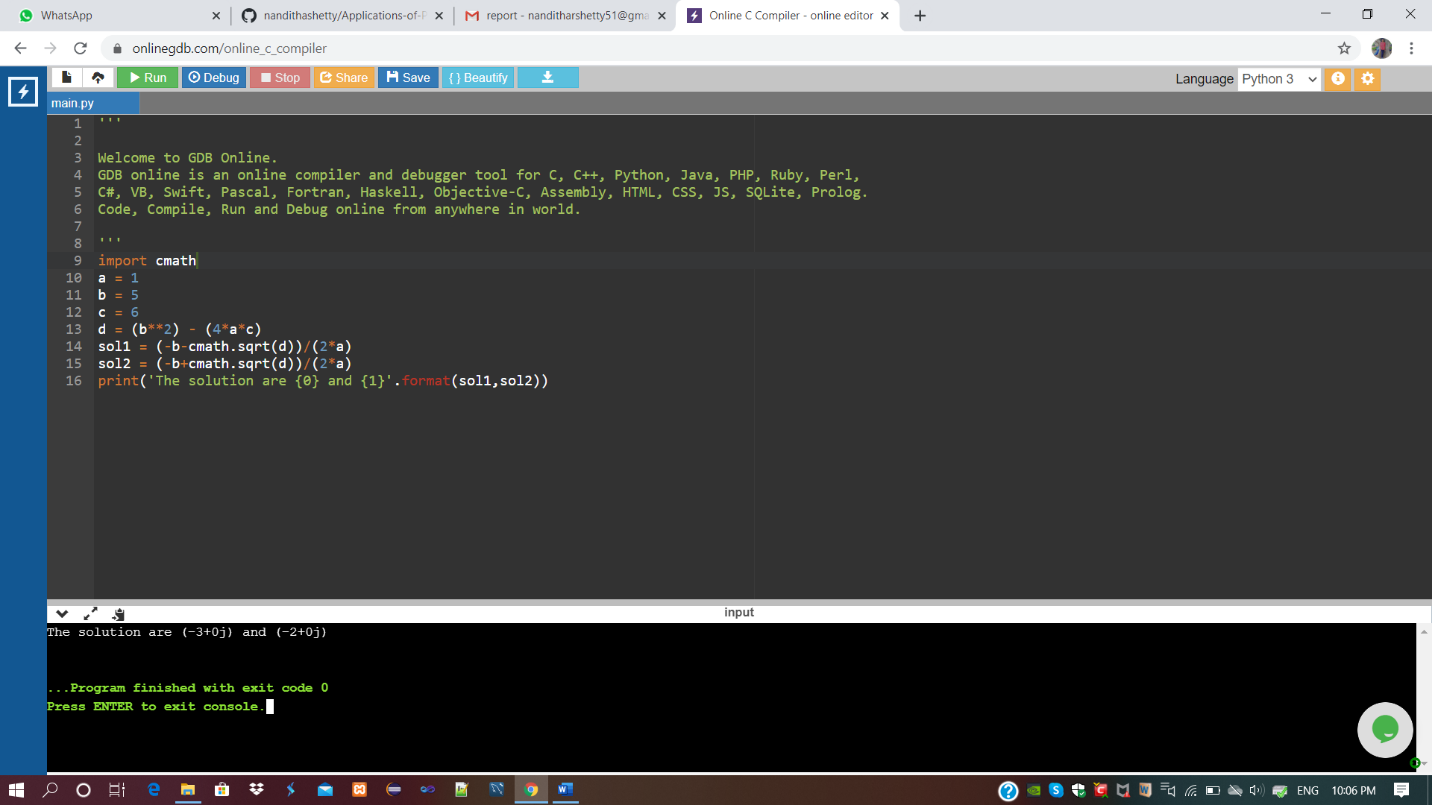 WhatsApp
nandithashetty/Applications-of-P
report - nanditharshetty51@gma
Online C Compiler - online editor
onlinegdb.com/online_c_compiler
Run Debug Stop Share Save { } Beautify
Language Python 3
main.py
1 '''
2
3 Welcome to GDB Online.
4 GDB online is an online compiler and debugger tool for C, C++, Python, Java, PHP, Ruby, Perl,
5 C#, VB, Swift, Pascal, Fortran, Haskell, Objective-C, Assembly, HTML, CSS, JS, SQLite, Prolog.
6 Code, Compile, Run and Debug online from anywhere in world.
7
8 '''
9 import cmath
10 a = 1
11 b = 5
12 c = 6
13 d = (b**2) - (4*a*c)
14 sol1 = (-b-cmath.sqrt(d))/(2*a)
15 sol2 = (-b+cmath.sqrt(d))/(2*a)
16 print('The solution are {0} and {1}'.format(sol1,sol2))
input
The solution are (-3+0j) and (-2+0j)
...Program finished with exit code 0
Press ENTER to exit console.
ENG 10:06 PM